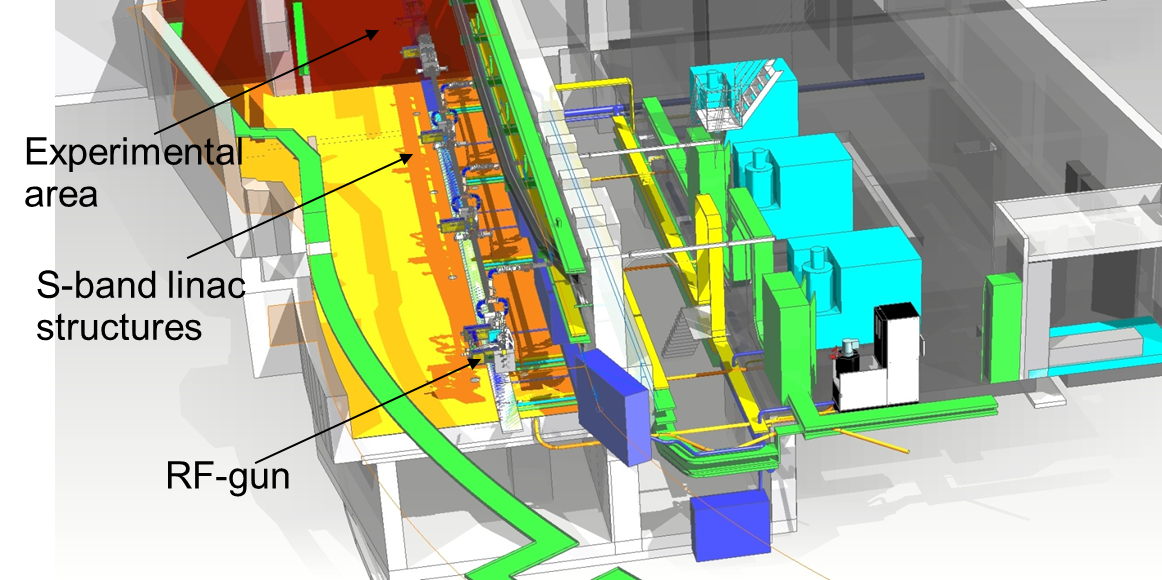 Experimental
area
S-band linac
structures
RF-gun